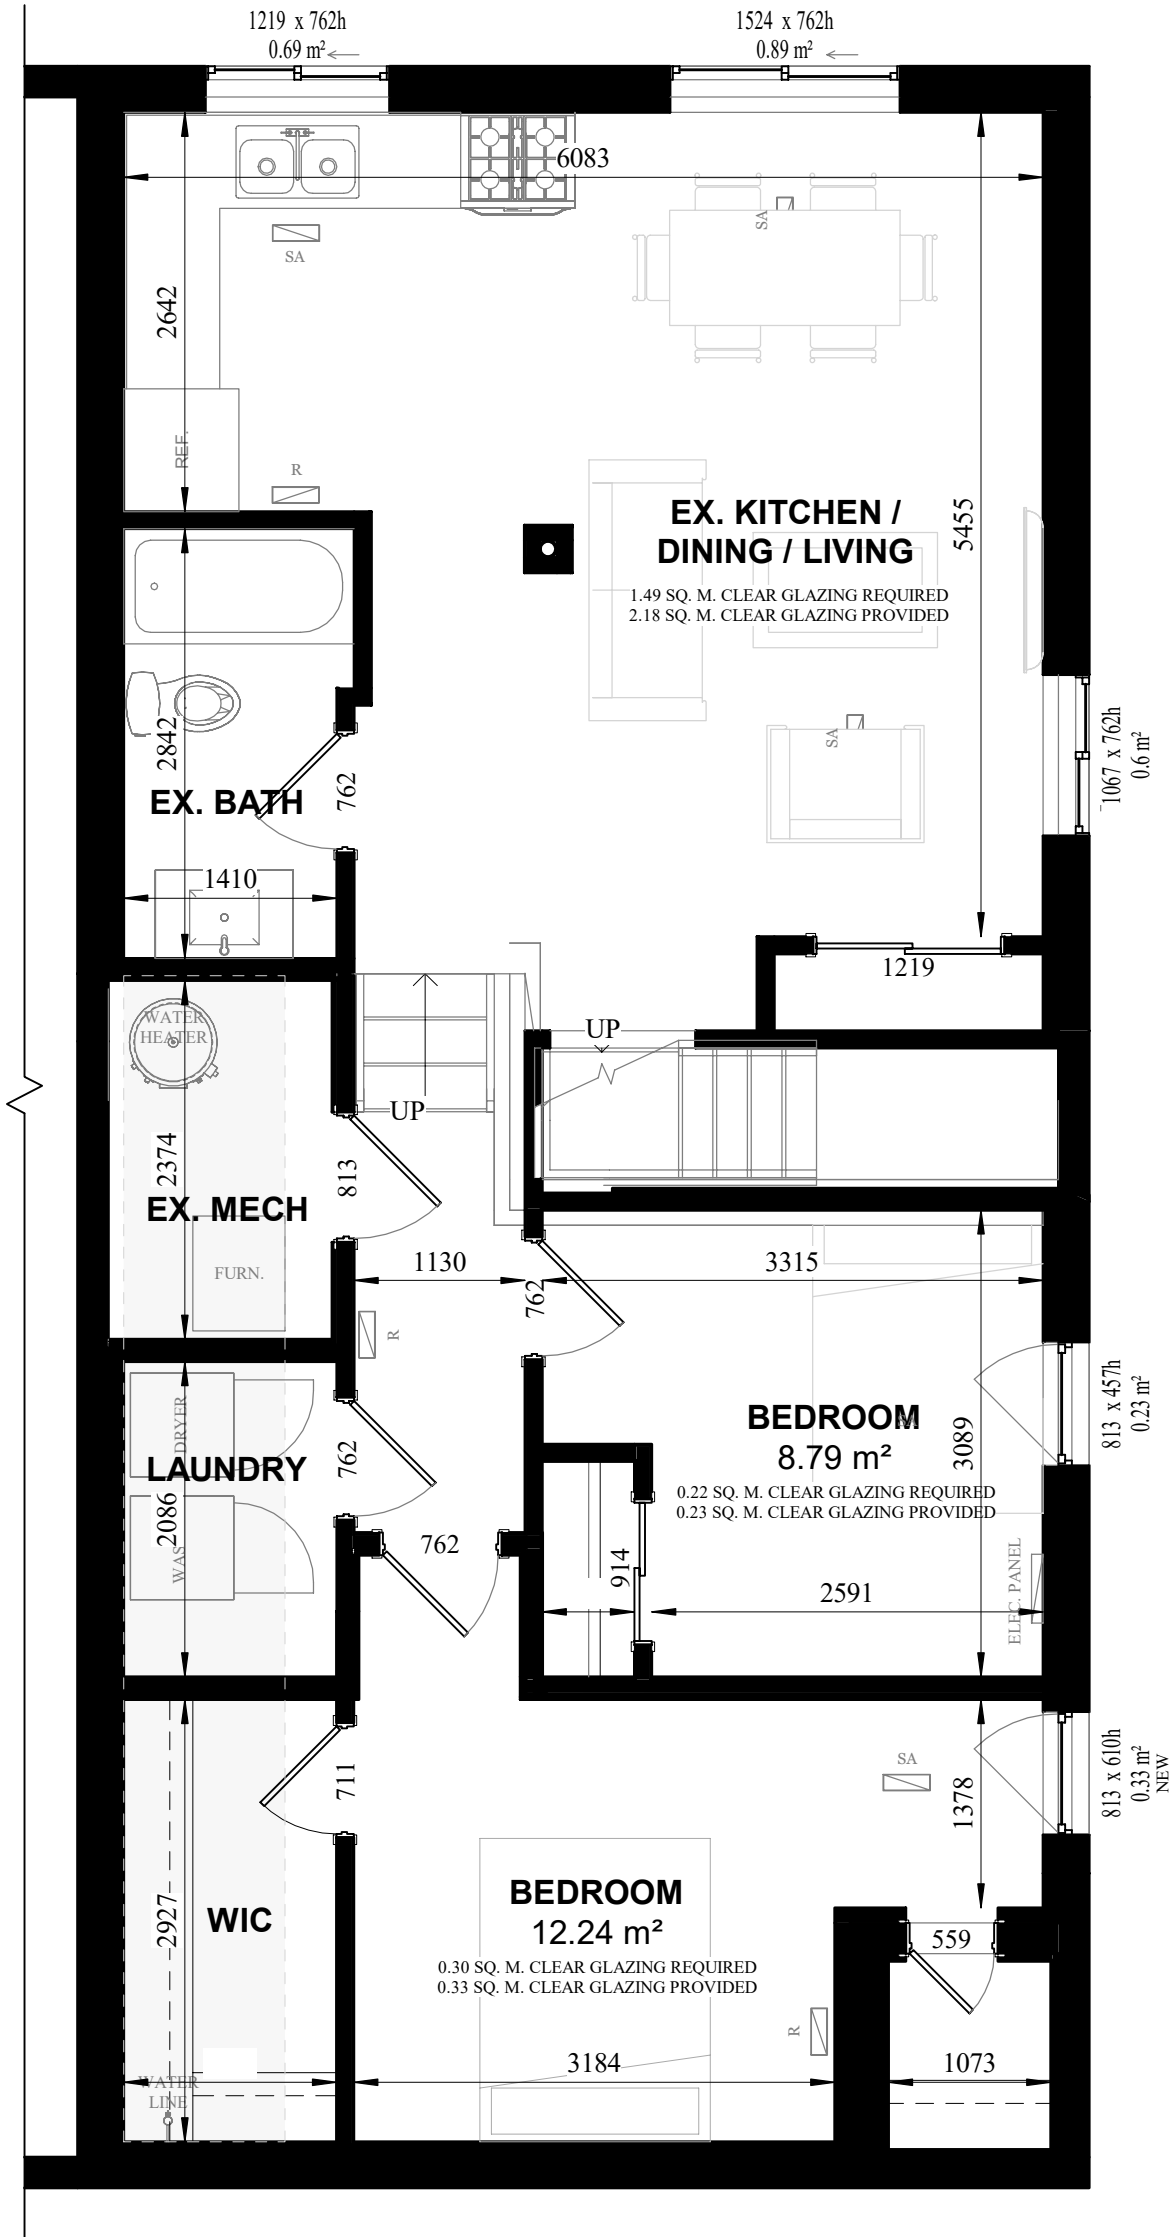 1219 x 762h
0.69 m²
1524 x 762h
0.89 m²
6083
SA
SA
2642
REF.
R
5455
EX. KITCHEN /
DINING / LIVING
1.49 SQ. M. CLEAR GLAZING REQUIRED
2.18 SQ. M. CLEAR GLAZING PROVIDED
2842
762
SA
1067 x 762h
0.6 m²
EX. BATH
1410
1219
WATER
HEATER
UP
UP
2374
813
EX. MECH
FURN.
1130
762
3315
R
813 x 457h
0.23 m²
DRYER
LAUNDRY
762
2086
WAS
BEDROOM
SA
8.79 m²
3089
0.22 SQ. M. CLEAR GLAZING REQUIRED
0.23 SQ. M. CLEAR GLAZING PROVIDED
762
914
2591
ELEC. PANEL
711
SA
1378
813 x 610h
0.33 m²
NEW
2927
WIC
BEDROOM
12.24 m²
0.30 SQ. M. CLEAR GLAZING REQUIRED
0.33 SQ. M. CLEAR GLAZING PROVIDED
559
R
3184
1073
WATER
LINE